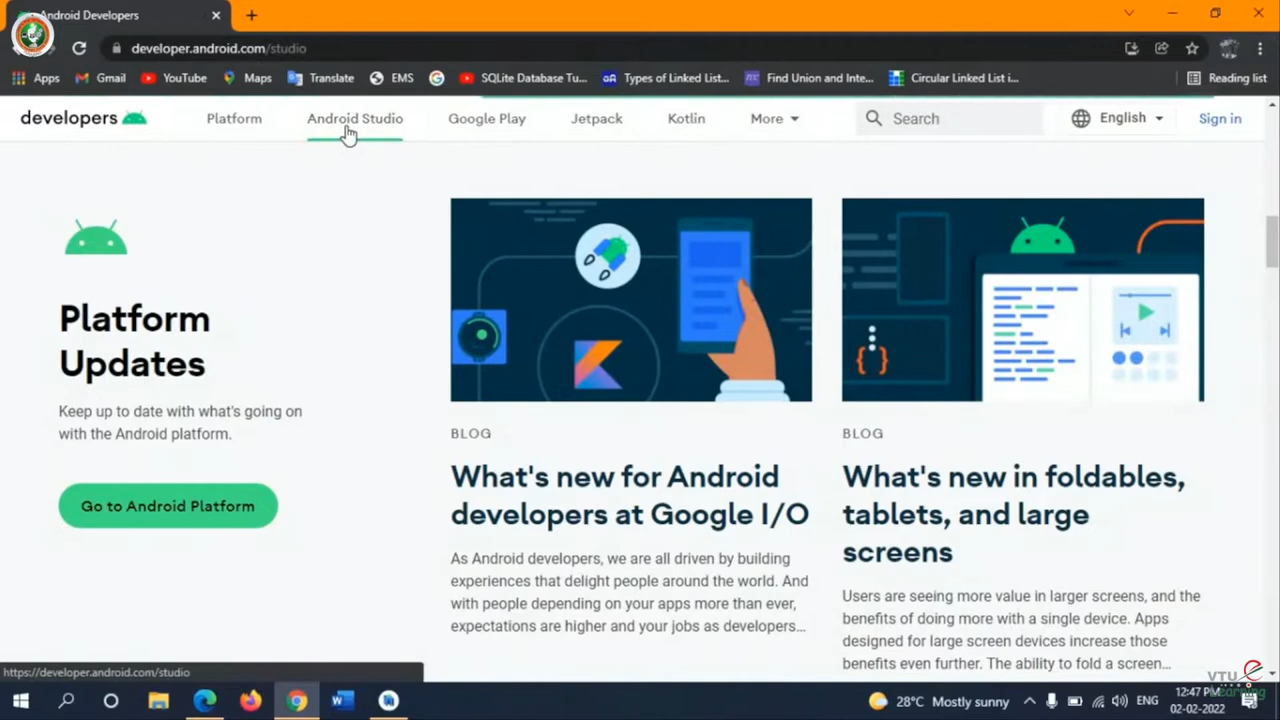 Android Developers
developer.android.com/studio
Apps
Gmail
YouTube
Maps
Translate
EMS
SQLite Database Tu...
Types of Linked List...
Find Union and Inte...
Circular Linked List i...
Reading list
developers
Platform
Android Studio
Google Play
Jetpack
Kotlin
More
Search
English
Sign in
Platform
Updates
Keep up to date with what's going on
with the Android platform.
Go to Android Platform
BLOG
What's new for Android
developers at Google I/O
As Android developers, we are all driven by building
experiences that delight people around the world. And
with people depending on your apps more than ever,
expectations are higher and your jobs as developers...
BLOG
What's new in foldables,
tablets, and large
screens
Users are seeing more value in larger screens, and the
benefits of doing more with a single device. Apps
designed for large screen devices increase those
benefits even further. The ability to fold a screen...
https://developer.android.com/studio
28°C Mostly sunny
ENG
12:47 PM
02-02-2022
VTU e
Learning